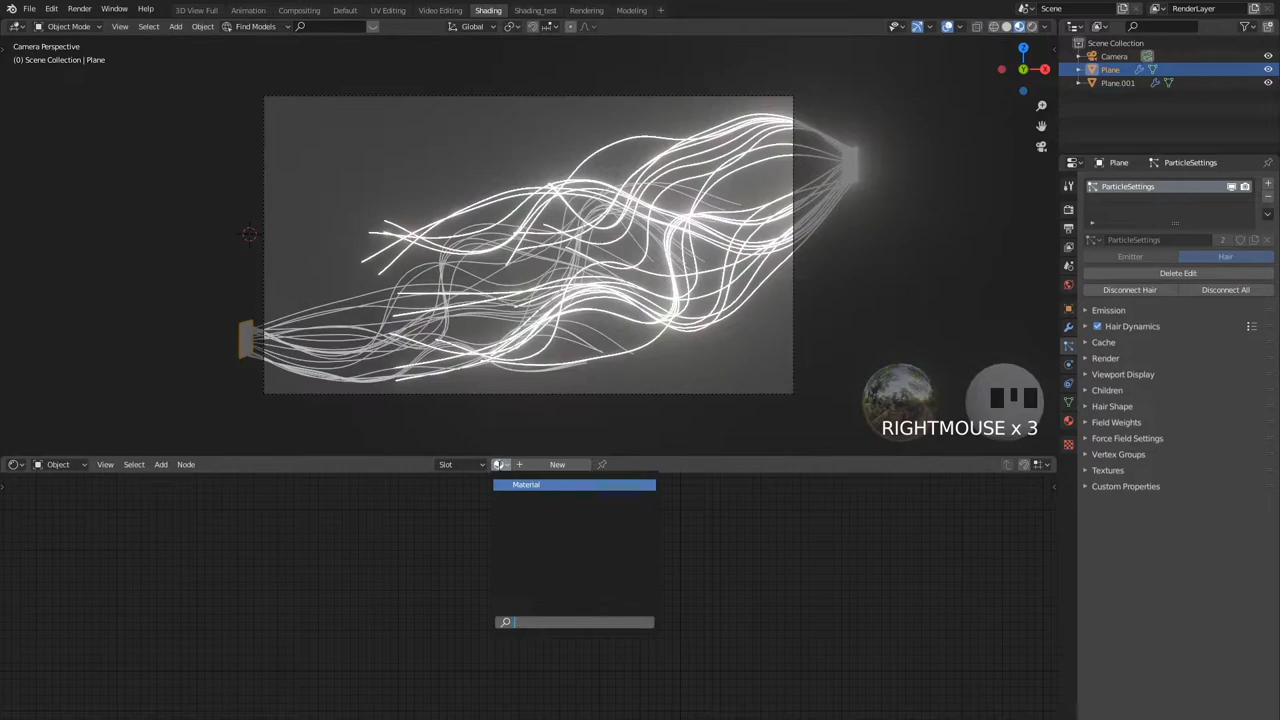 File Edit Render Window Help 3D View Full Animation Compositing Default UV Editing Video Editing Shading Shading_test Rendering Modeling + Scene RenderLayer
Object Mode View Select Add Object Find Models Global
Camera Perspective
(0) Scene Collection | Plane
Z
Y
X
RIGHTMOUSE x 3
Scene Collection
Camera
Plane
Plane.001
Plane ParticleSettings
ParticleSettings
ParticleSettings 2
Emitter Hair
Delete Edit
Disconnect Hair Disconnect All
Emission
Hair Dynamics
Cache
Render
Viewport Display
Children
Hair Shape
Field Weights
Force Field Settings
Vertex Groups
Textures
Custom Properties
Object View Select Add Node Slot + New
Material